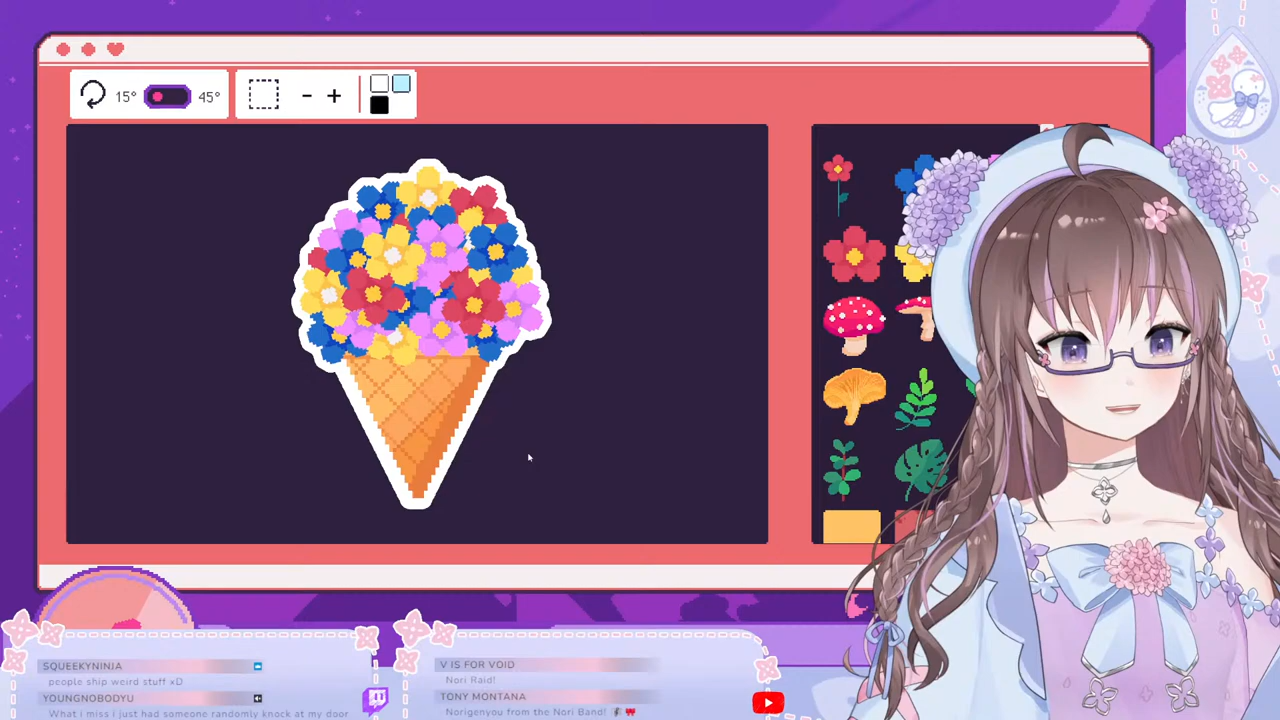 15° 45°
- +
SQUEEKYNINJA
people ship weird stuff xD
YOUNGNOBODYU
What i miss i just had someone randomly knock at my door
V IS FOR VOID
Nori Raid!
TONY MONTANA
Norigenyou from the Nori Band!